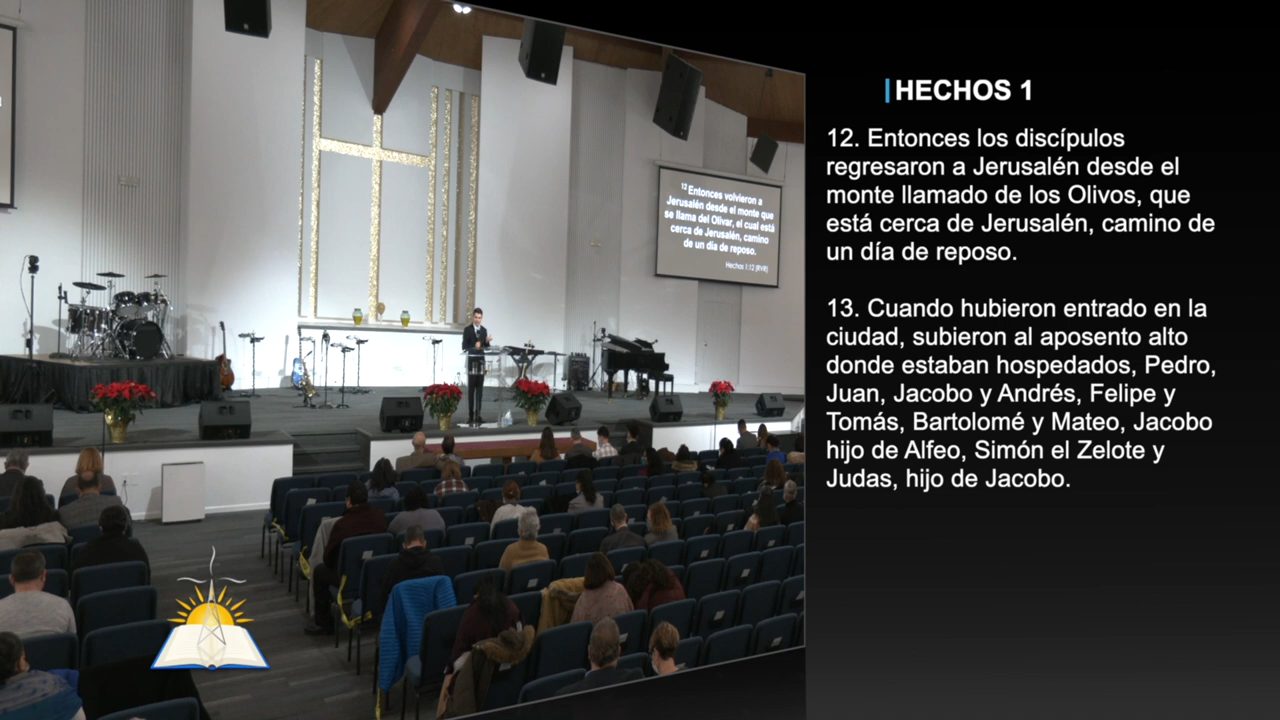 12 Entonces volvieron a
Jerusalén desde el monte que
se llama del Olivar, el cual está
cerca de Jerusalén, camino
de un día de reposo.
Hechos 1:12 (RVR)
HECHOS 1
12. Entonces los discípulos
regresaron a Jerusalén desde el
monte llamado de los Olivos, que
está cerca de Jerusalén, camino de
un día de reposo.
13. Cuando hubieron entrado en la
ciudad, subieron al aposento alto
donde estaban hospedados, Pedro,
Juan, Jacobo y Andrés, Felipe y
Tomás, Bartolomé y Mateo, Jacobo
hijo de Alfeo, Simón el Zelote y
Judas, hijo de Jacobo.